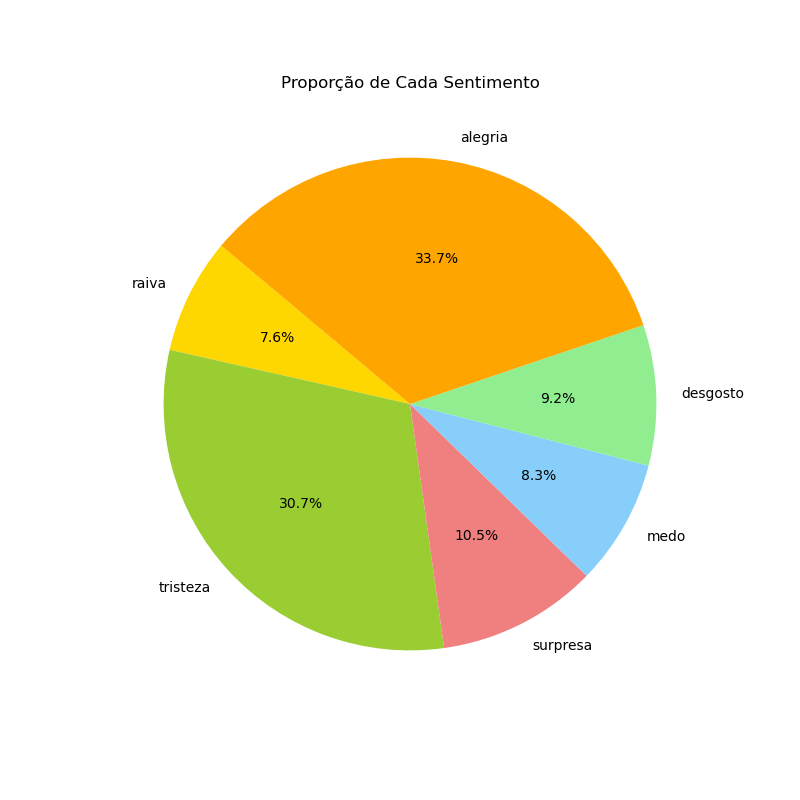 Proporção de Cada Sentimento
alegria
33.7%
raiva
7.6%
desgosto
9.2%
8.3%
medo
30.7%
tristeza
10.5%
surpresa